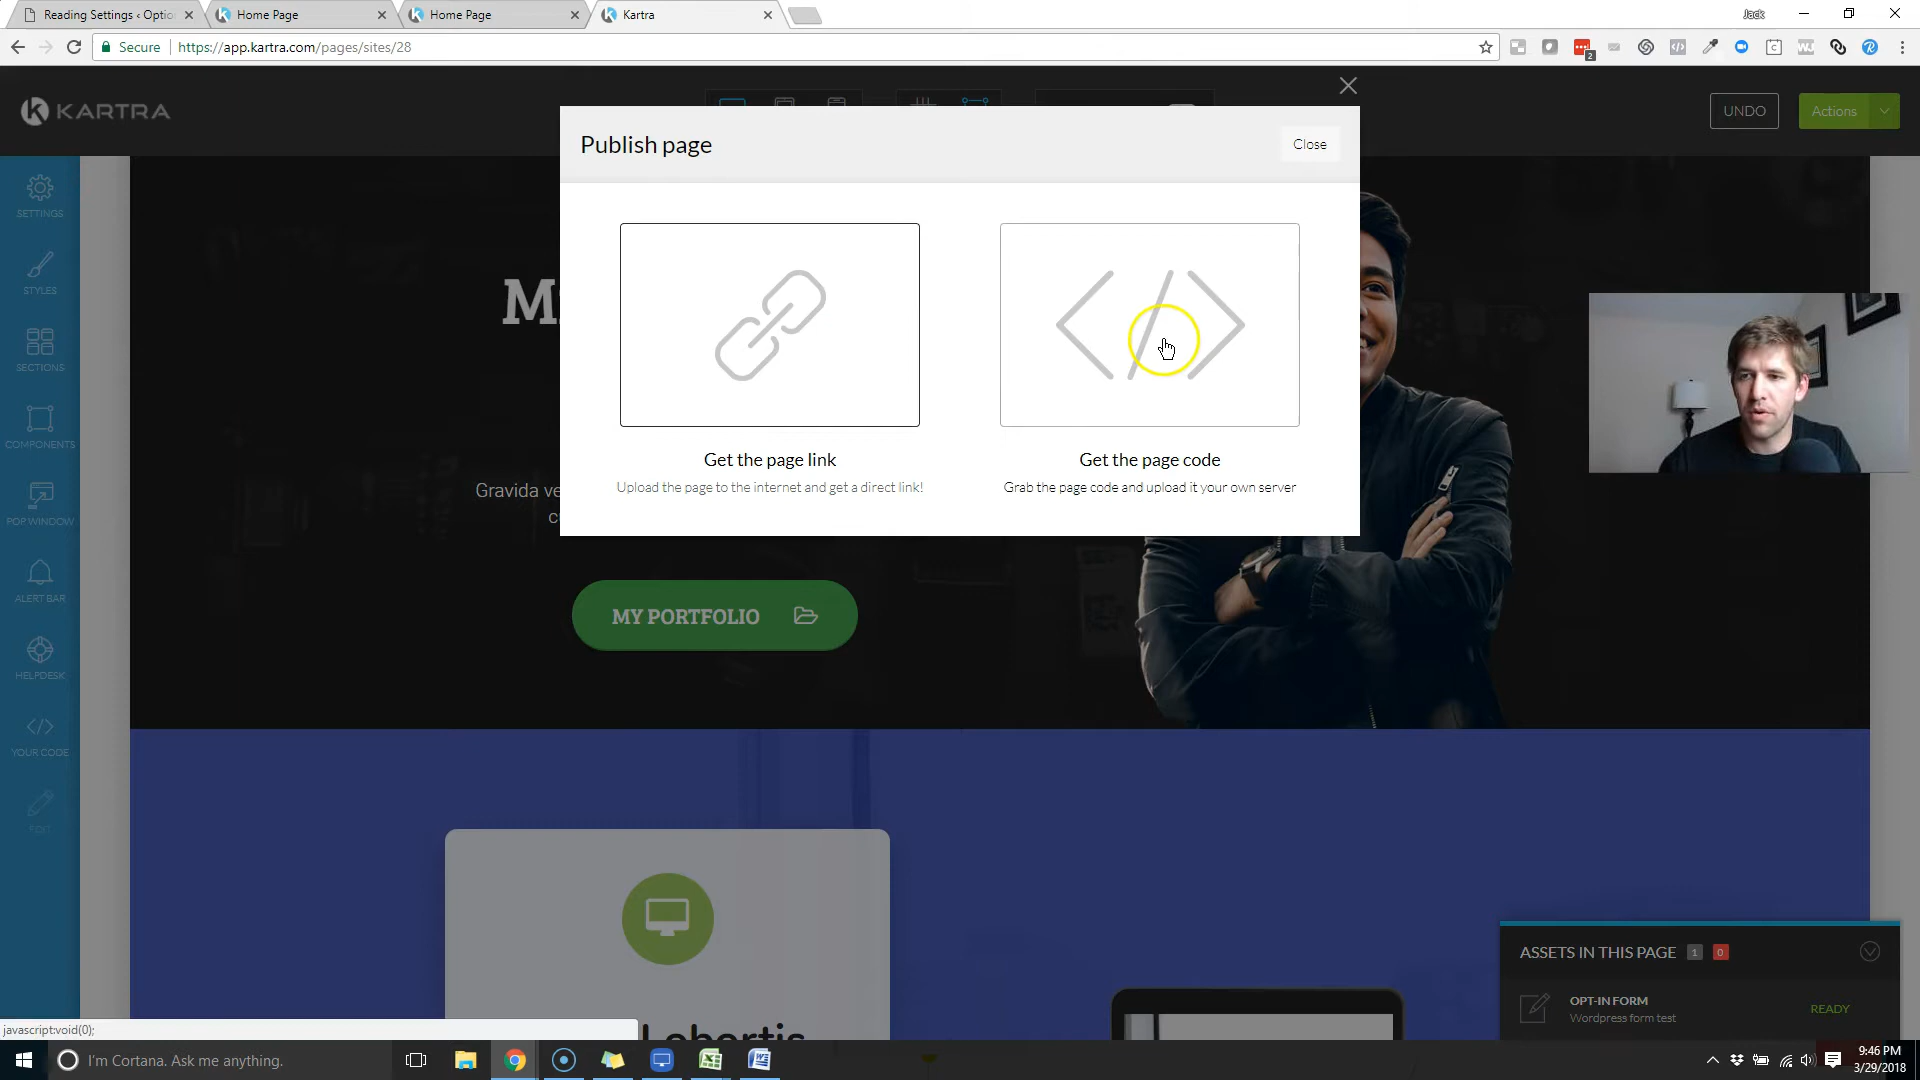 Reading Settings ‹ Optio
Home Page
Home Page
Kartra
Jack
Secure
https://app.kartra.com/pages/sites/28
2
KARTRA
UNDO
Actions
Publish page
Close
SETTINGS
STYLES
SECTIONS
COMPONENTS
POP WINDOW
ALERT BAR
HELPDESK
YOUR CODE
Get the page link
Upload the page to the internet and get a direct link!
Get the page code
Grab the page code and upload it your own server
M
Gravida ve
MY PORTFOLIO
Lobortis
ASSETS IN THIS PAGE 1 0
OPT-IN FORM
Wordpress form test
READY
javascript:void(0);
I'm Cortana. Ask me anything.
9:46 PM
3/29/2018